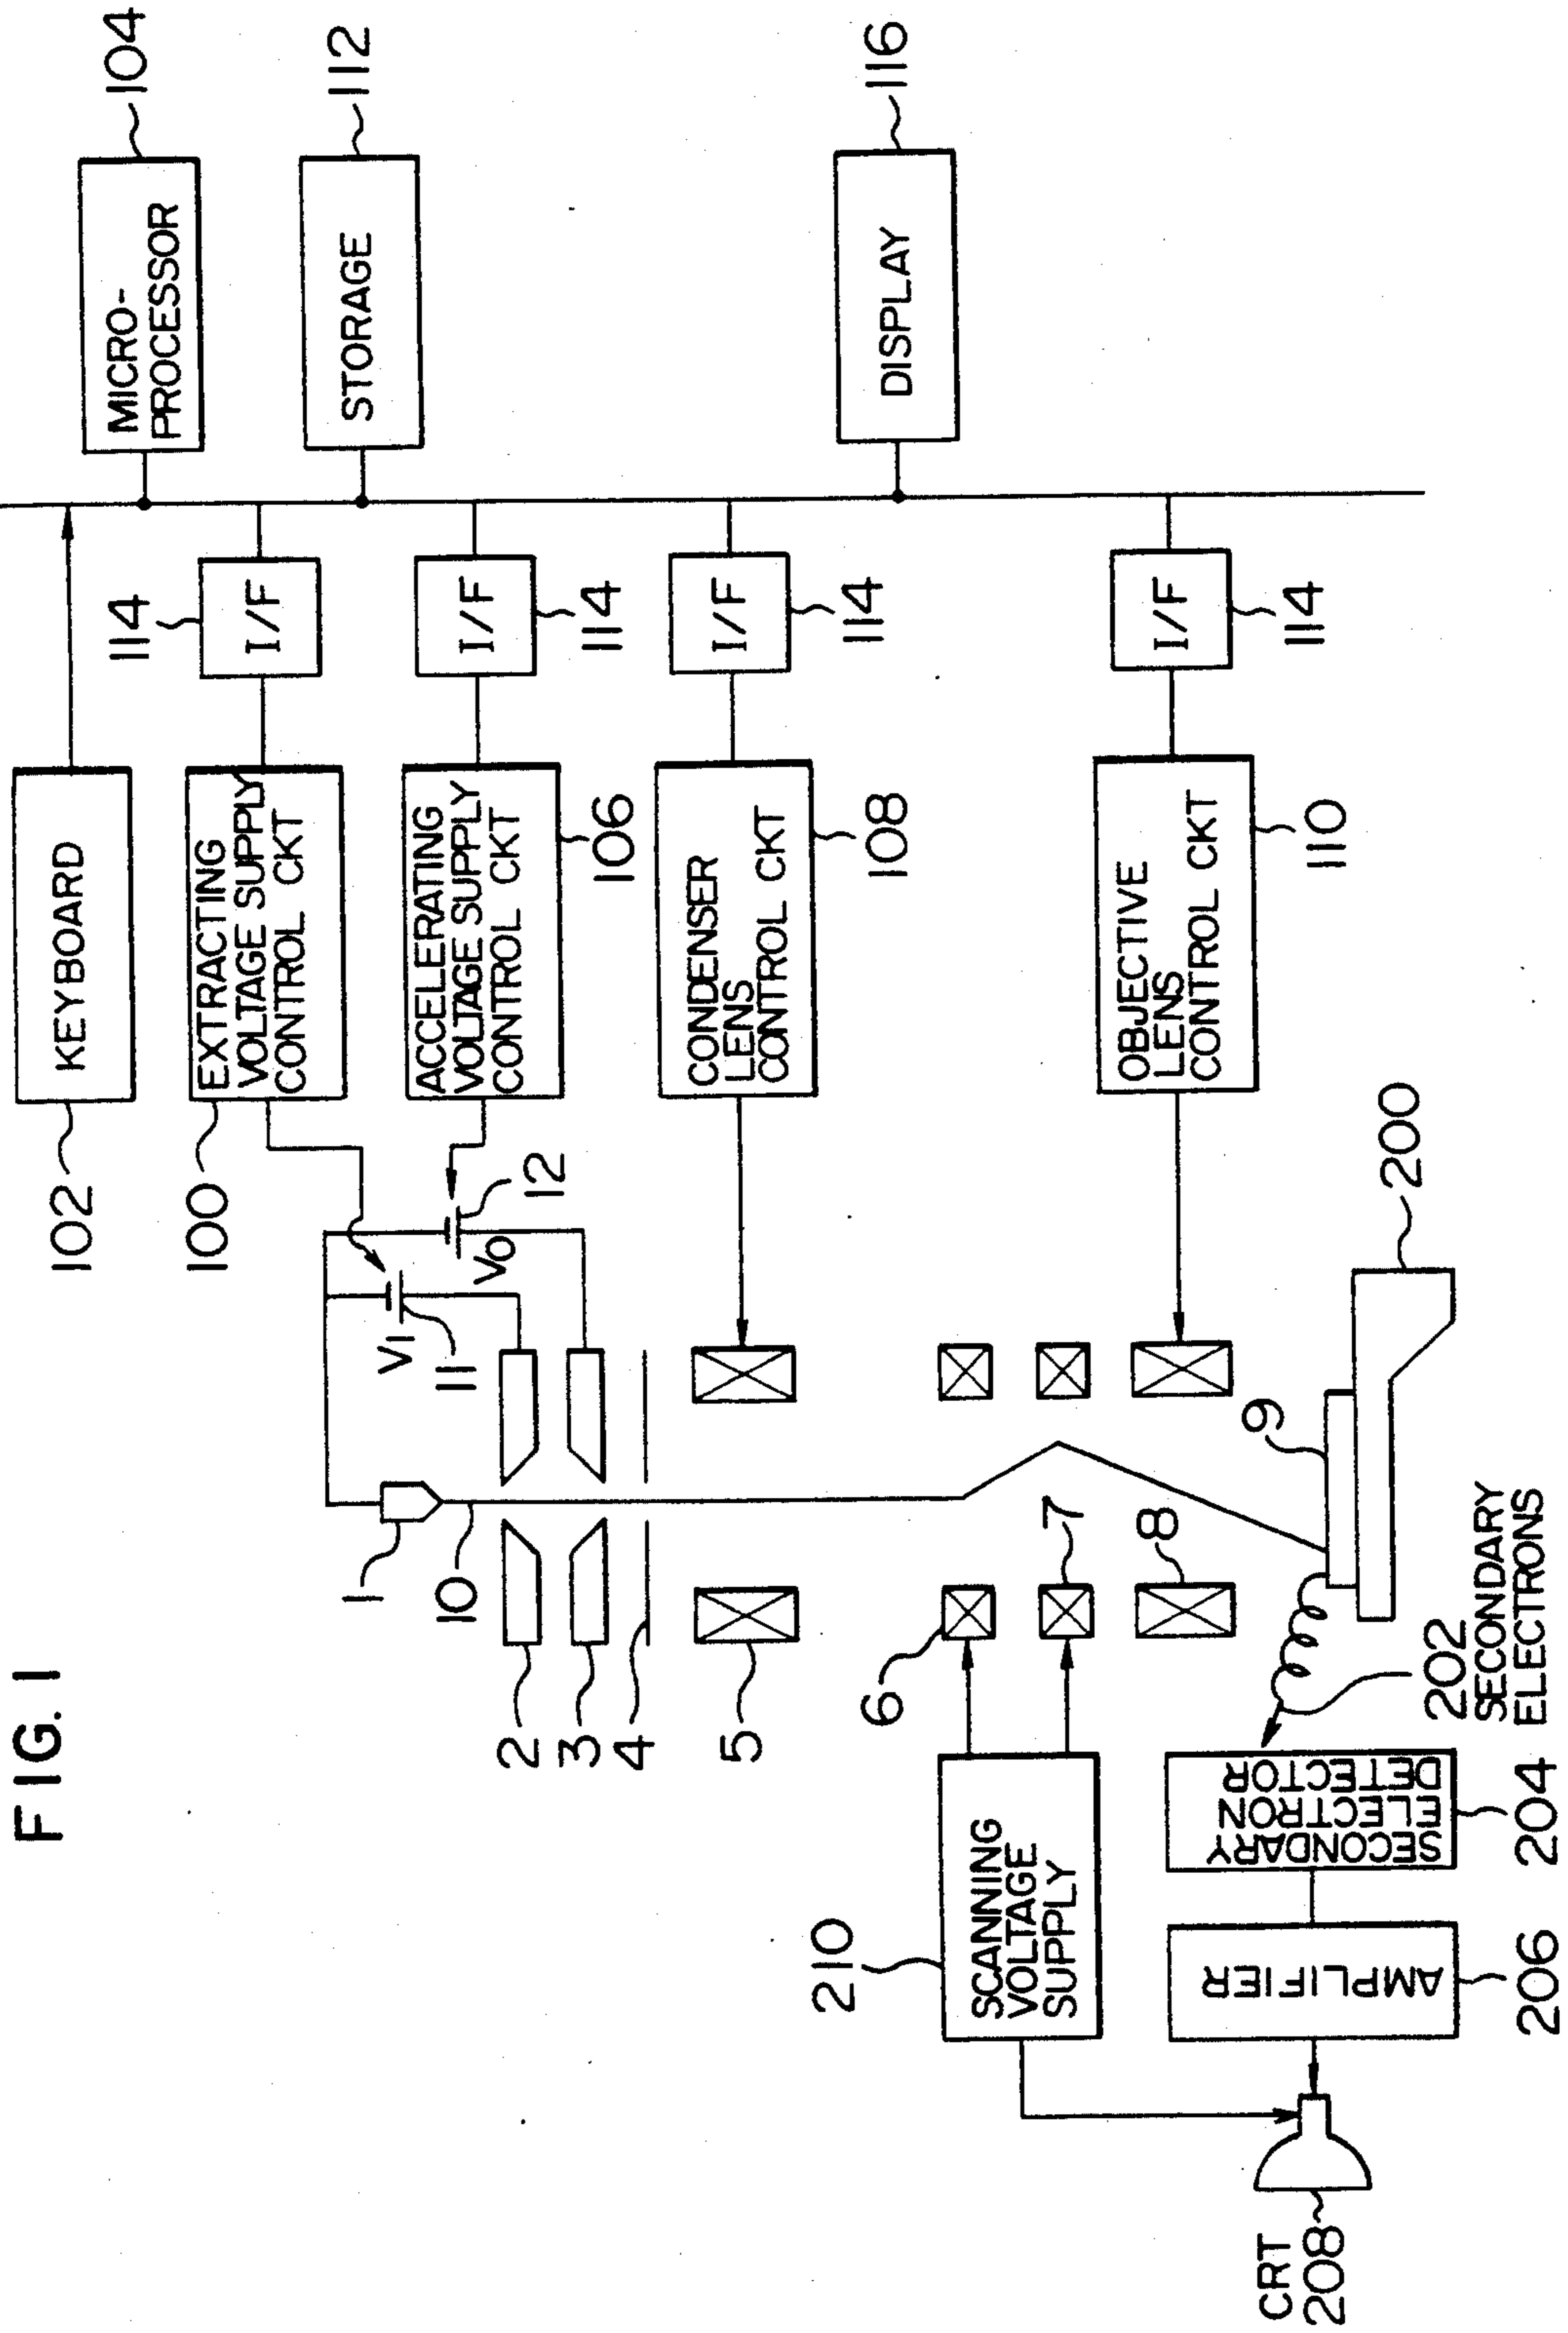 FIG. 1
102
KEYBOARD
100
EXTRACTING
VOLTAGE SUPPLY
CONTROL CKT
114
I/F
MICRO-
PROCESSOR
104
ACCELERATING
VOLTAGE SUPPLY
CONTROL CKT
106
I/F
114
STORAGE
112
CONDENSER
LENS
CONTROL CKT
108
I/F
114
DISPLAY
116
OBJECTIVE
LENS
CONTROL CKT
110
I/F
114
1
10
V1
11
V0
12
2
3
4
5
6
7
8
9
200
202
SECONDARY
ELECTRONS
210
SCANNING
VOLTAGE
SUPPLY
SECONDARY
ELECTRON
DETECTOR
204
AMPLIFIER
206
CRT
208